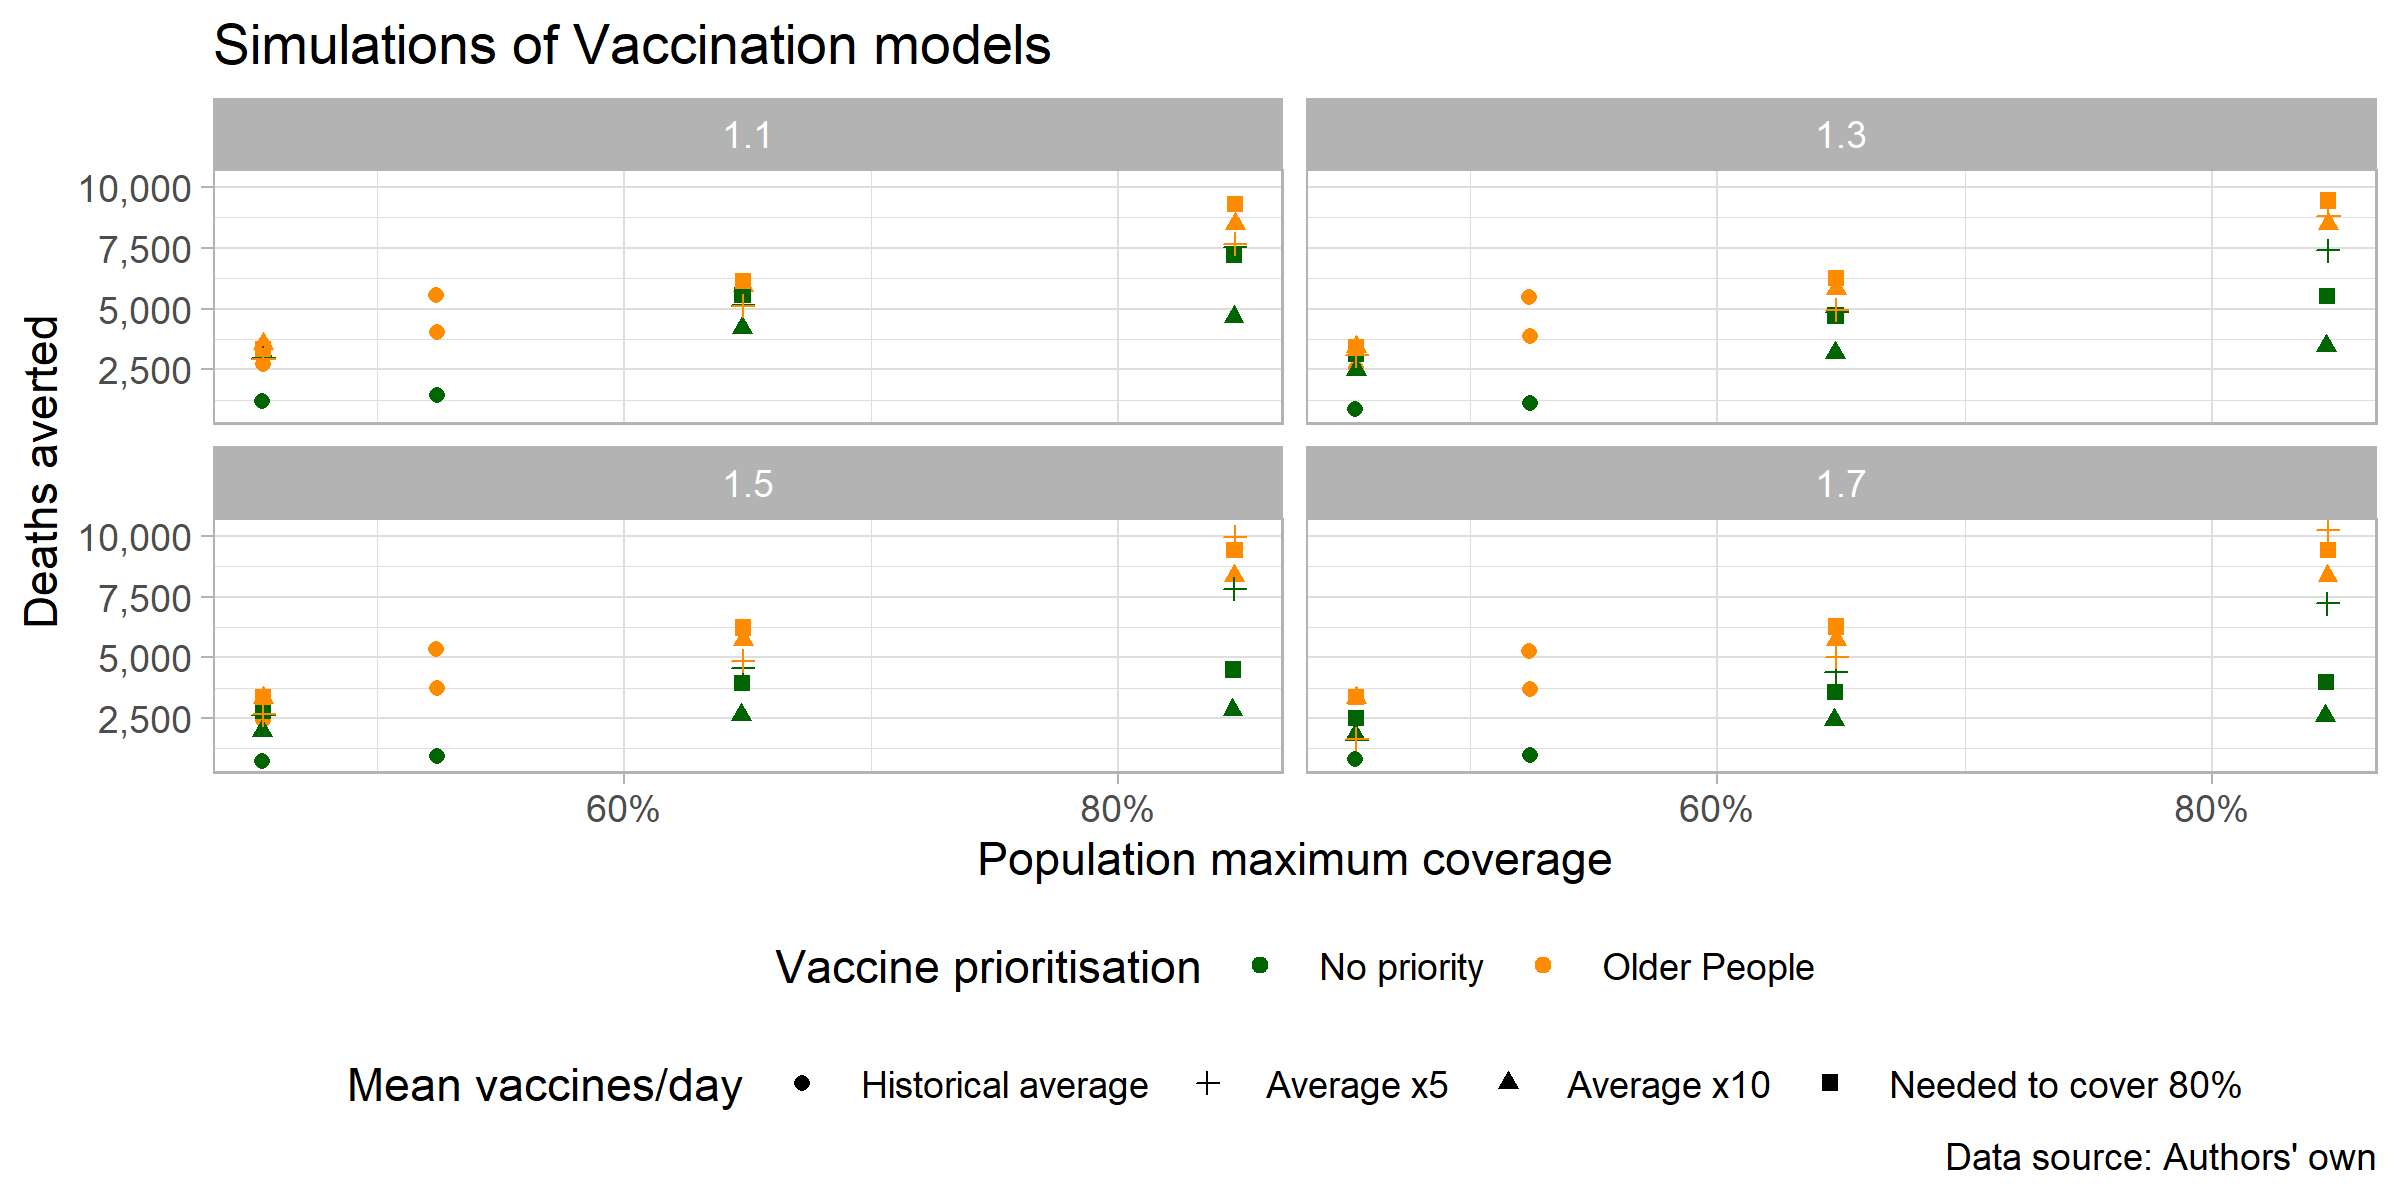 Simulations of Vaccination models
1.1
1.3
10,000
7,500
5,000
2,500
1.5
1.7
10,000
7,500
5,000
2,500
Deaths averted
60%
80%
60%
80%
Population maximum coverage
Vaccine prioritisation No priority Older People
Mean vaccines/day Historical average Average x5 Average x10 Needed to cover 80%
Data source: Authors' own